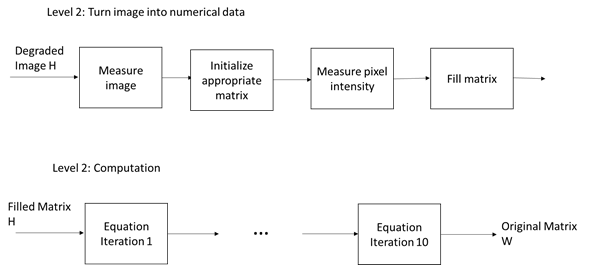 Level 2: Turn image into numerical data
Degraded
Image H
Measure
image
Initialize
appropriate
matrix
Measure pixel
intensity
Fill matrix
Level 2: Computation
Filled Matrix
H
Equation
Iteration 1
...
Equation
Iteration 10
Original Matrix
W